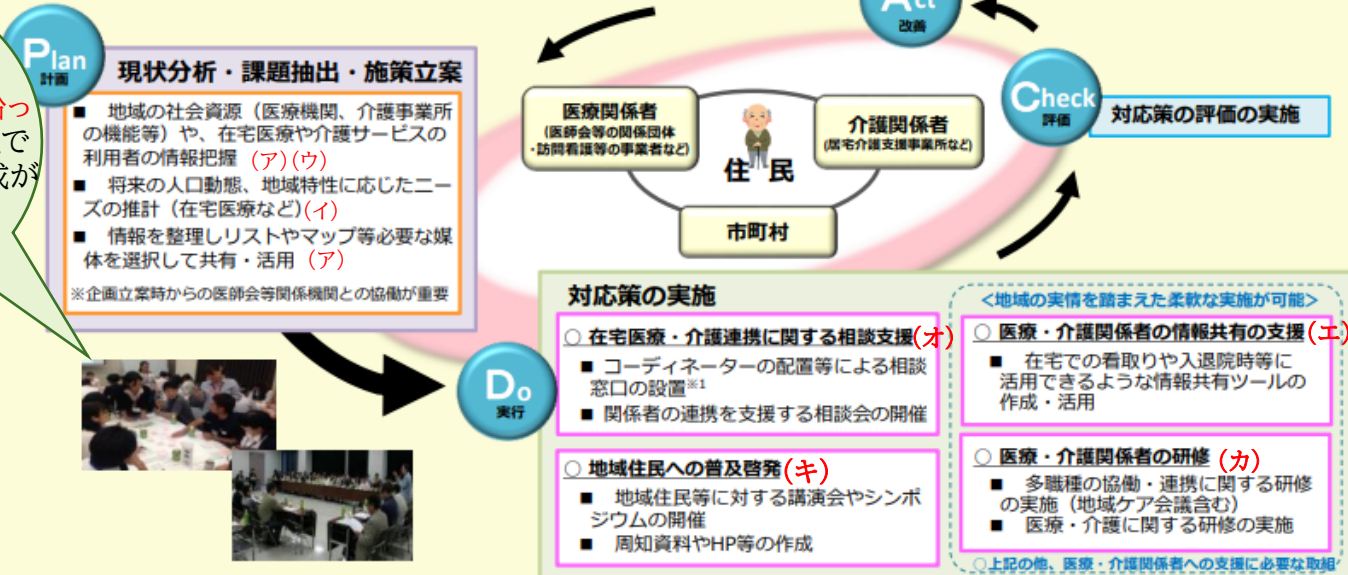 Act
改善
Plan
計画
現状分析・課題抽出・施策立案
■ 地域の社会資源（医療機関、介護事業所
の機能等）や、在宅医療や介護サービスの
利用者の情報把握 (ア)(ウ)
■ 将来の人口動態、地域特性に応じたニー
ズの推計（在宅医療など）(イ)
■ 情報を整理しリストやマップ等必要な媒
体を選択して共有・活用 (ア)
※企画立案時からの医師会等関係機関との協働が重要
で
成が
医療関係者
(医師会等の関係団体
・訪問看護等の事業者など)
介護関係者
(居宅介護支援事業所など)
住民
市町村
Check
評価
対応策の評価の実施
Do
実行
対応策の実施
○ 在宅医療・介護連携に関する相談支援(オ)
■ コーディネーターの配置等による相談
窓口の設置※1
■ 関係者の連携を支援する相談会の開催
○ 地域住民への普及啓発(キ)
■ 地域住民等に対する講演会やシンポ
ジウムの開催
■ 周知資料やHP等の作成
＜地域の実情を踏まえた柔軟な実施が可能＞
○ 医療・介護関係者の情報共有の支援(エ)
■ 在宅での看取りや入退院時等に
活用できるような情報共有ツールの
作成・活用
○ 医療・介護関係者の研修 (カ)
■ 多職種の協働・連携に関する研修
の実施（地域ケア会議含む）
■ 医療・介護に関する研修の実施
○上記の他、医療・介護関係者への支援に必要な取組